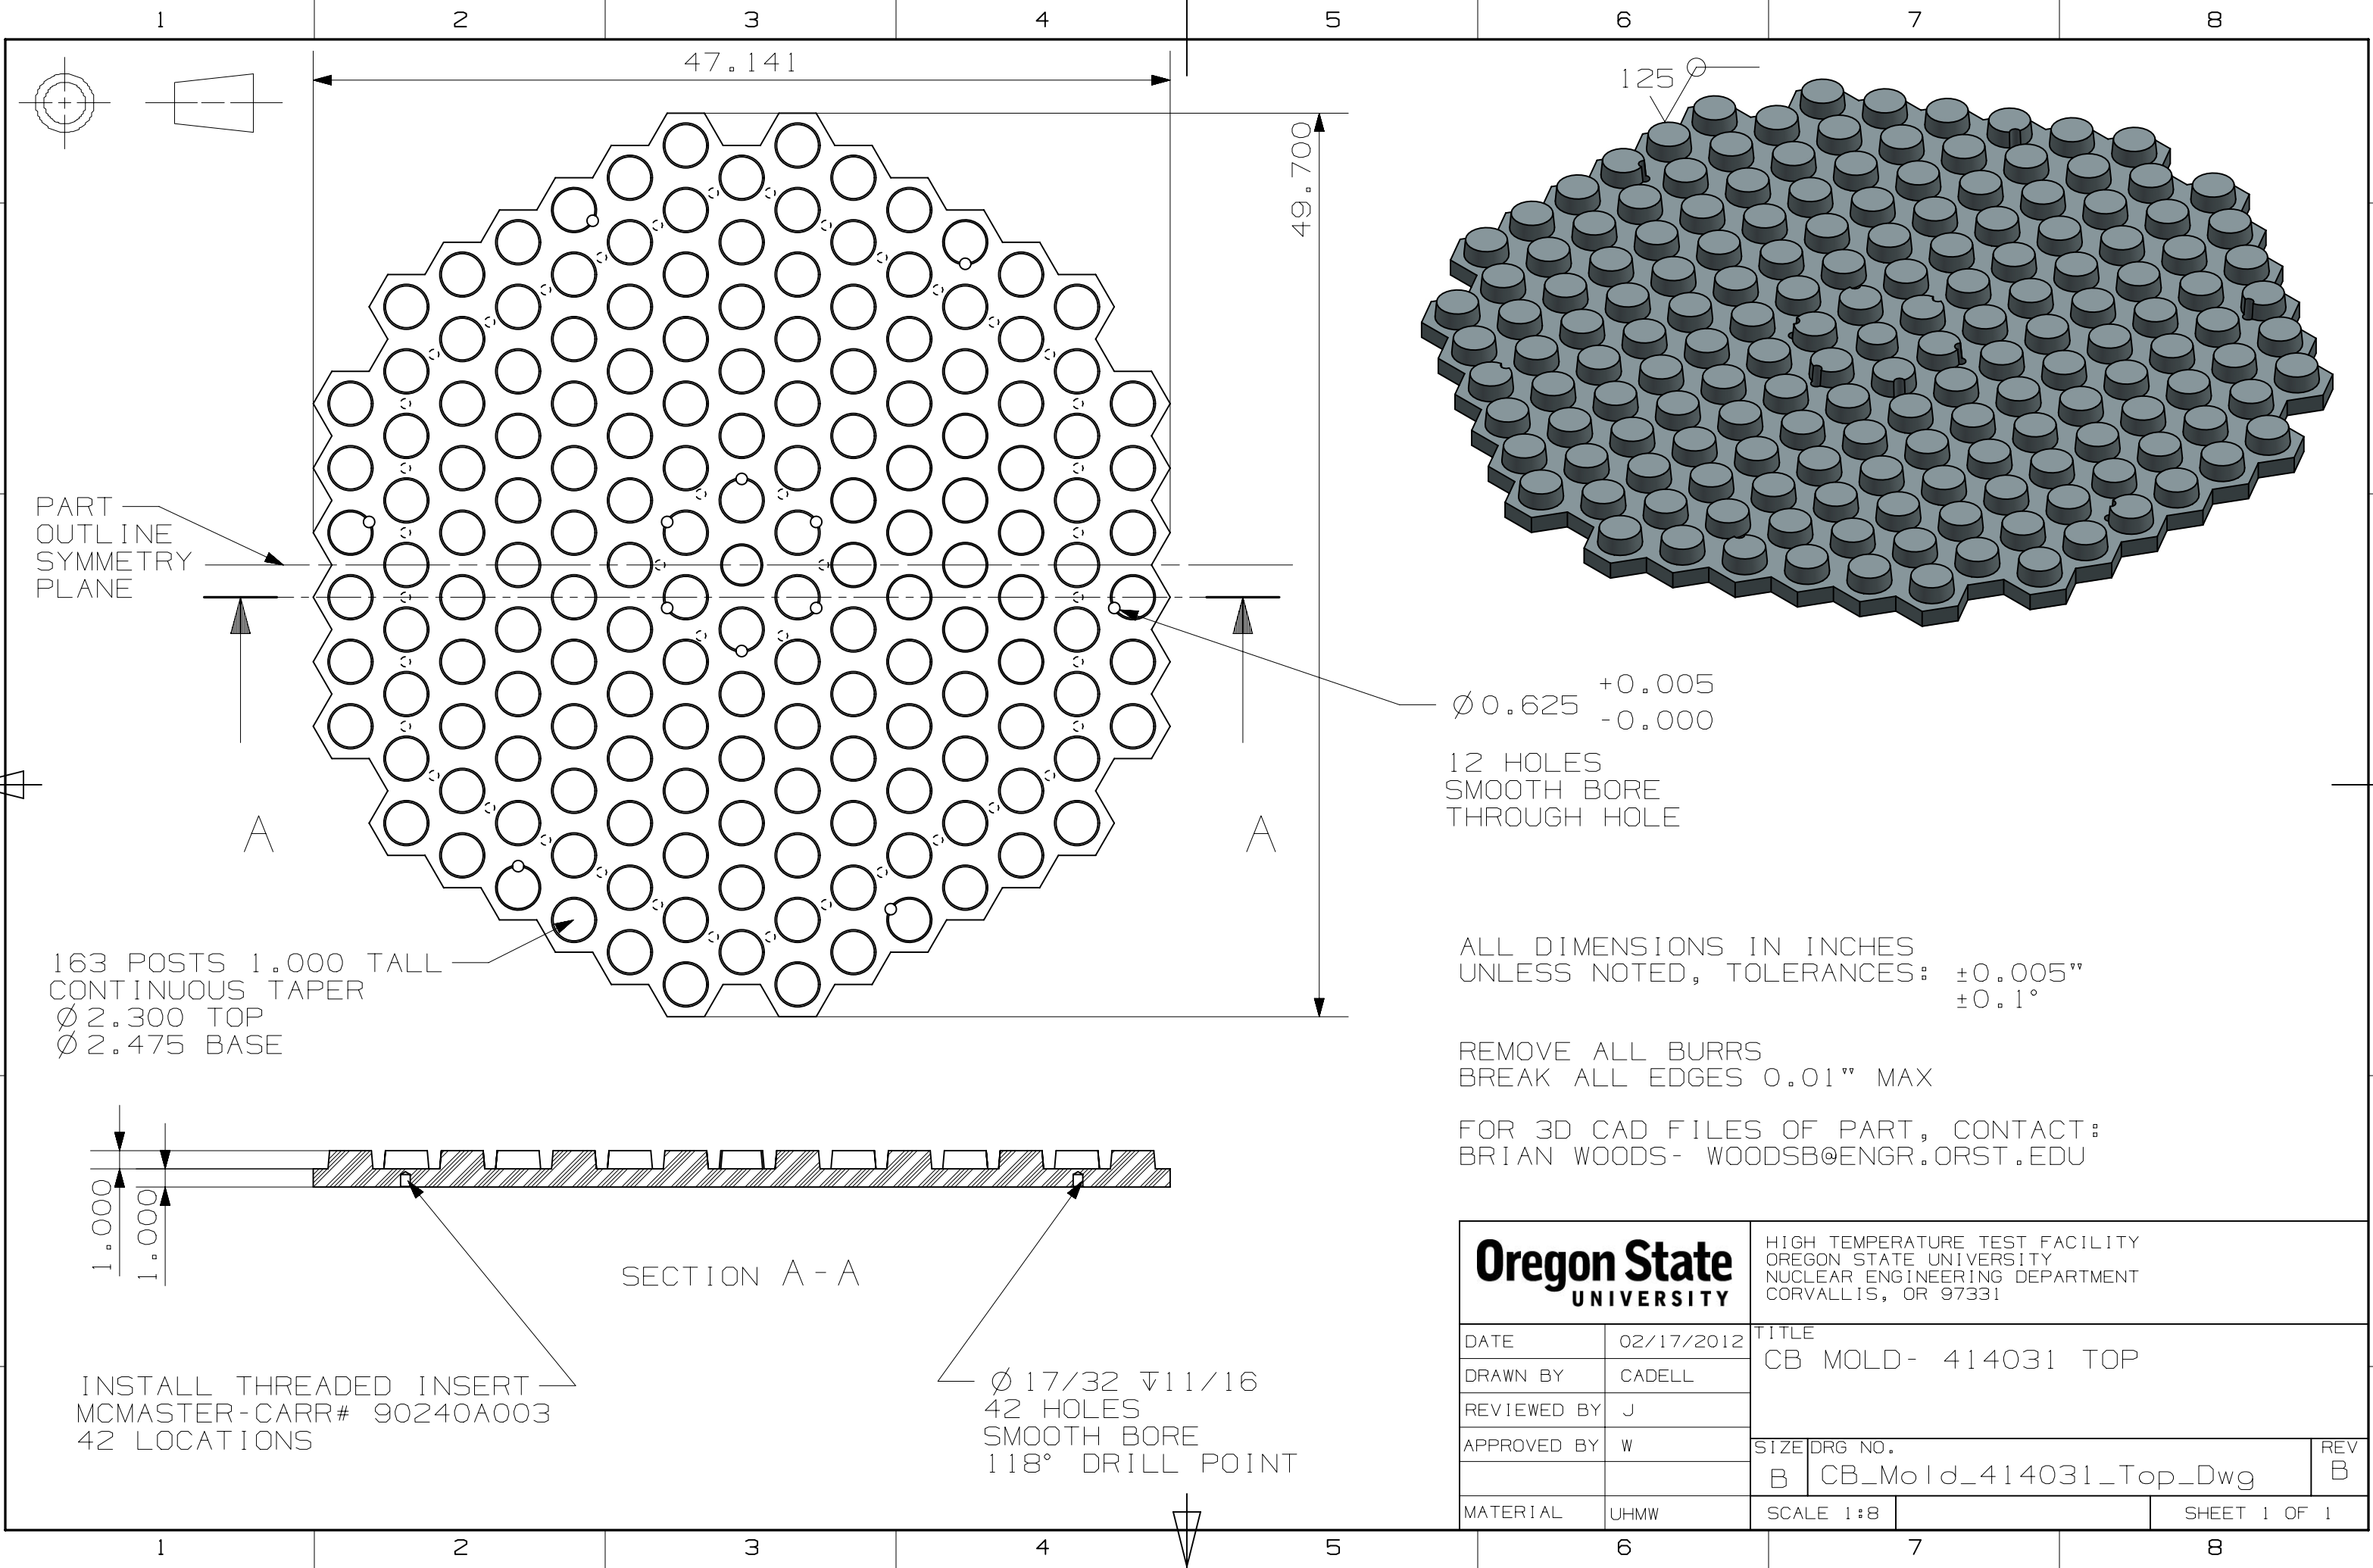 1 2 3 4 5 6 7 8
47.141
49.700
125
PART
OUTLINE
SYMMETRY
PLANE
A
A
Ø0.625 +0.005
-0.000
12 HOLES
SMOOTH BORE
THROUGH HOLE
163 POSTS 1.000 TALL
CONTINUOUS TAPER
Ø2.300 TOP
Ø2.475 BASE
ALL DIMENSIONS IN INCHES
UNLESS NOTED, TOLERANCES: ±0.005"
±0.1°
REMOVE ALL BURRS
BREAK ALL EDGES 0.01" MAX
FOR 3D CAD FILES OF PART, CONTACT:
BRIAN WOODS- WOODSB@ENGR.ORST.EDU
1.000
1.000
SECTION A-A
INSTALL THREADED INSERT
MCMASTER-CARR# 90240A003
42 LOCATIONS
Ø17/32 ↧11/16
42 HOLES
SMOOTH BORE
118° DRILL POINT
Oregon State
UNIVERSITY
HIGH TEMPERATURE TEST FACILITY
OREGON STATE UNIVERSITY
NUCLEAR ENGINEERING DEPARTMENT
CORVALLIS, OR 97331
DATE 02/17/2012
DRAWN BY CADELL
REVIEWED BY J
APPROVED BY W
MATERIAL UHMW
TITLE
CB MOLD- 414031 TOP
SIZE DRG NO. REV
B CB_Mold_414031_Top_Dwg B
SCALE 1:8 SHEET 1 OF 1
1 2 3 4 5 6 7 8